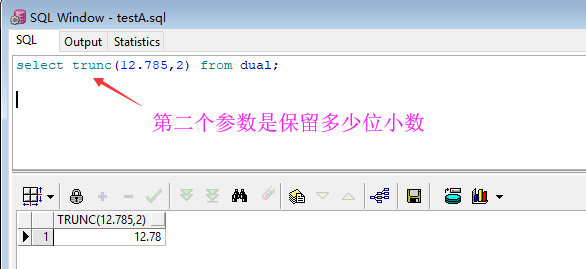 SQL Window - testA.sql
SQL Output Statistics
select trunc(12.785,2) from dual;
第二个参数是保留多少位小数
TRUNC(12.785,2)
1 12.78